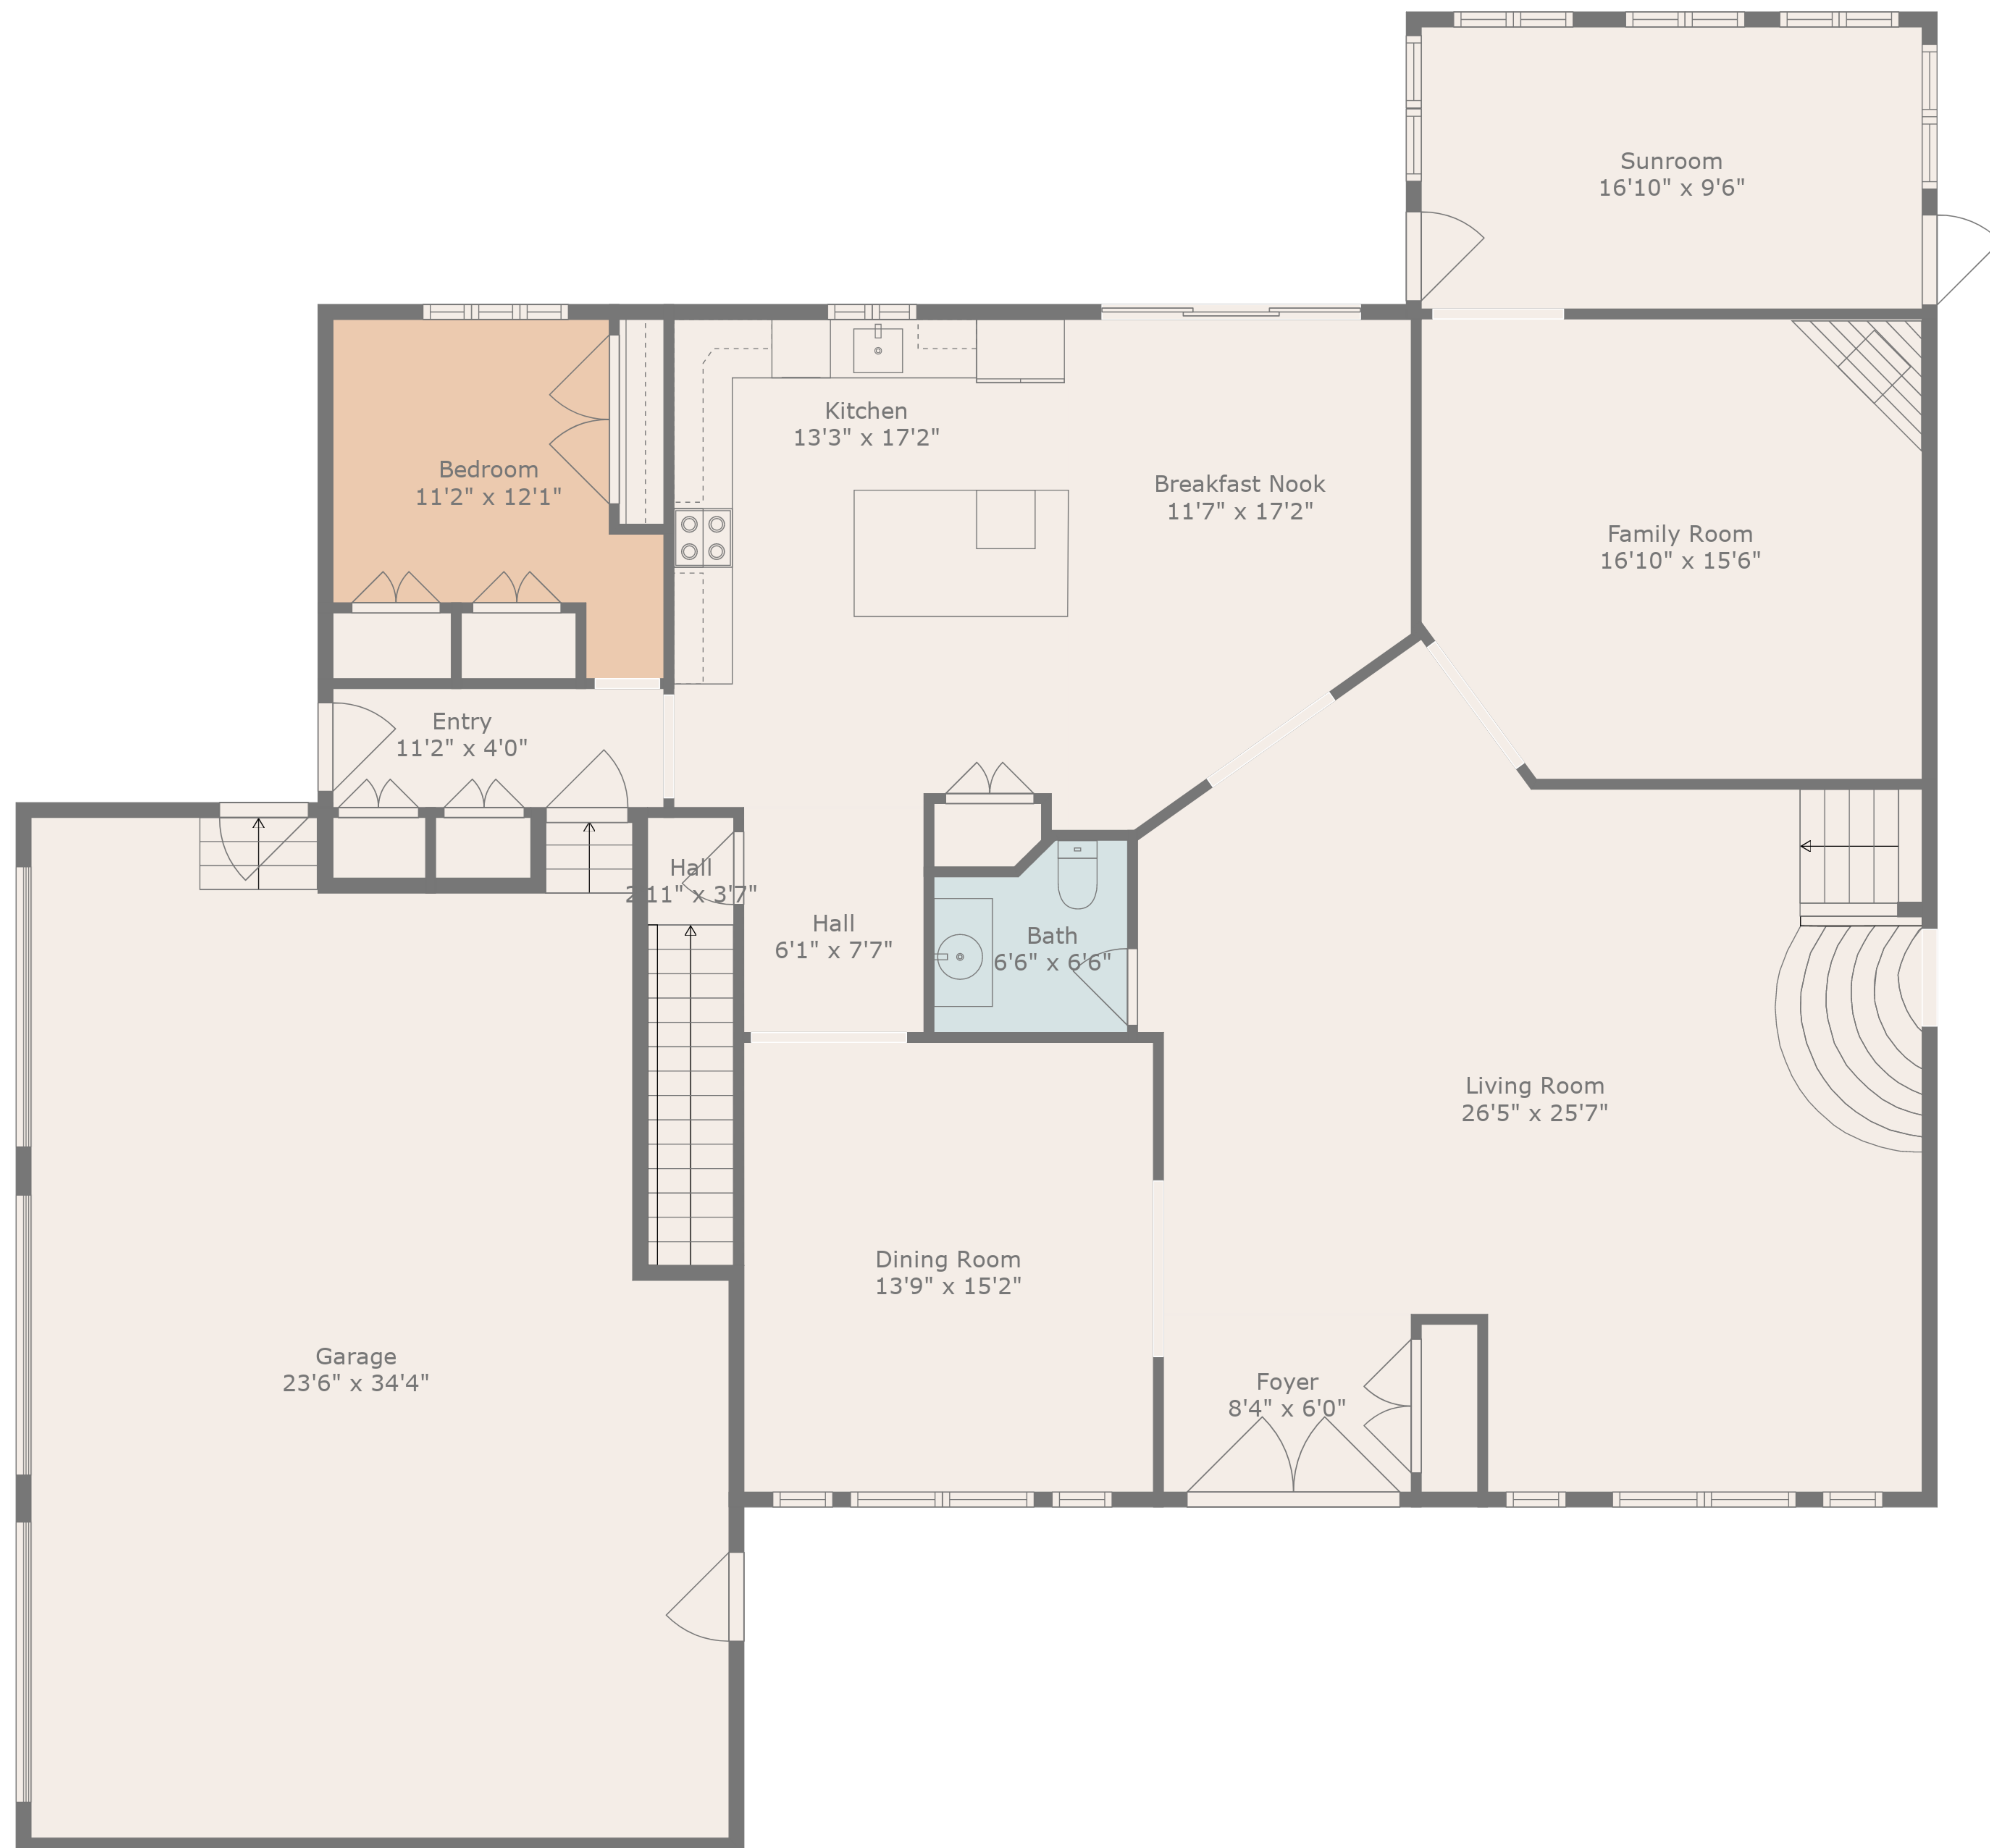 Sunroom
16'10" x 9'6"
Kitchen
13'3" x 17'2"
Bedroom
11'2" x 12'1"
Breakfast Nook
11'7" x 17'2"
Family Room
16'10" x 15'6"
Entry
11'2" x 4'0"
Hall
2'11" x 3'7"
Hall
6'1" x 7'7"
Bath
6'6" x 6'6"
Living Room
26'5" x 25'7"
Dining Room
13'9" x 15'2"
Garage
23'6" x 34'4"
Foyer
8'4" x 6'0"